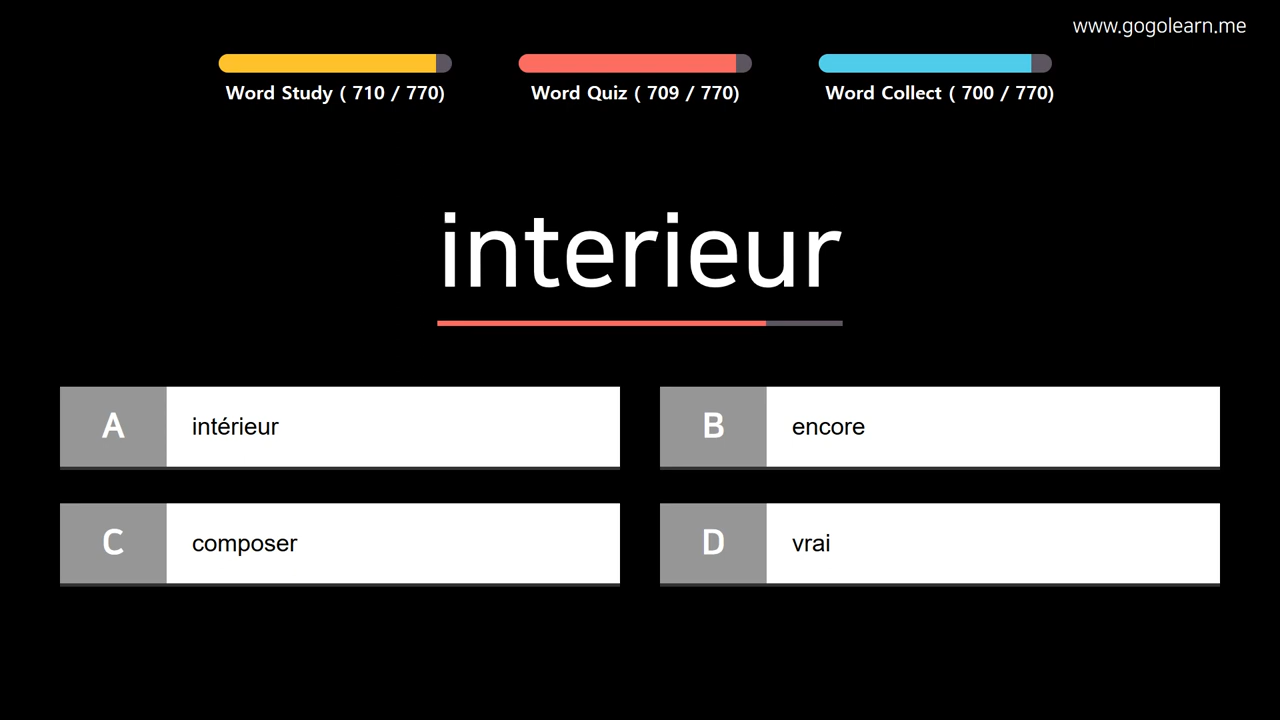 www.gogolearn.me
Word Study ( 710 / 770)
Word Quiz ( 709 / 770)
Word Collect ( 700 / 770)
interieur
A intérieur
B encore
C composer
D vrai